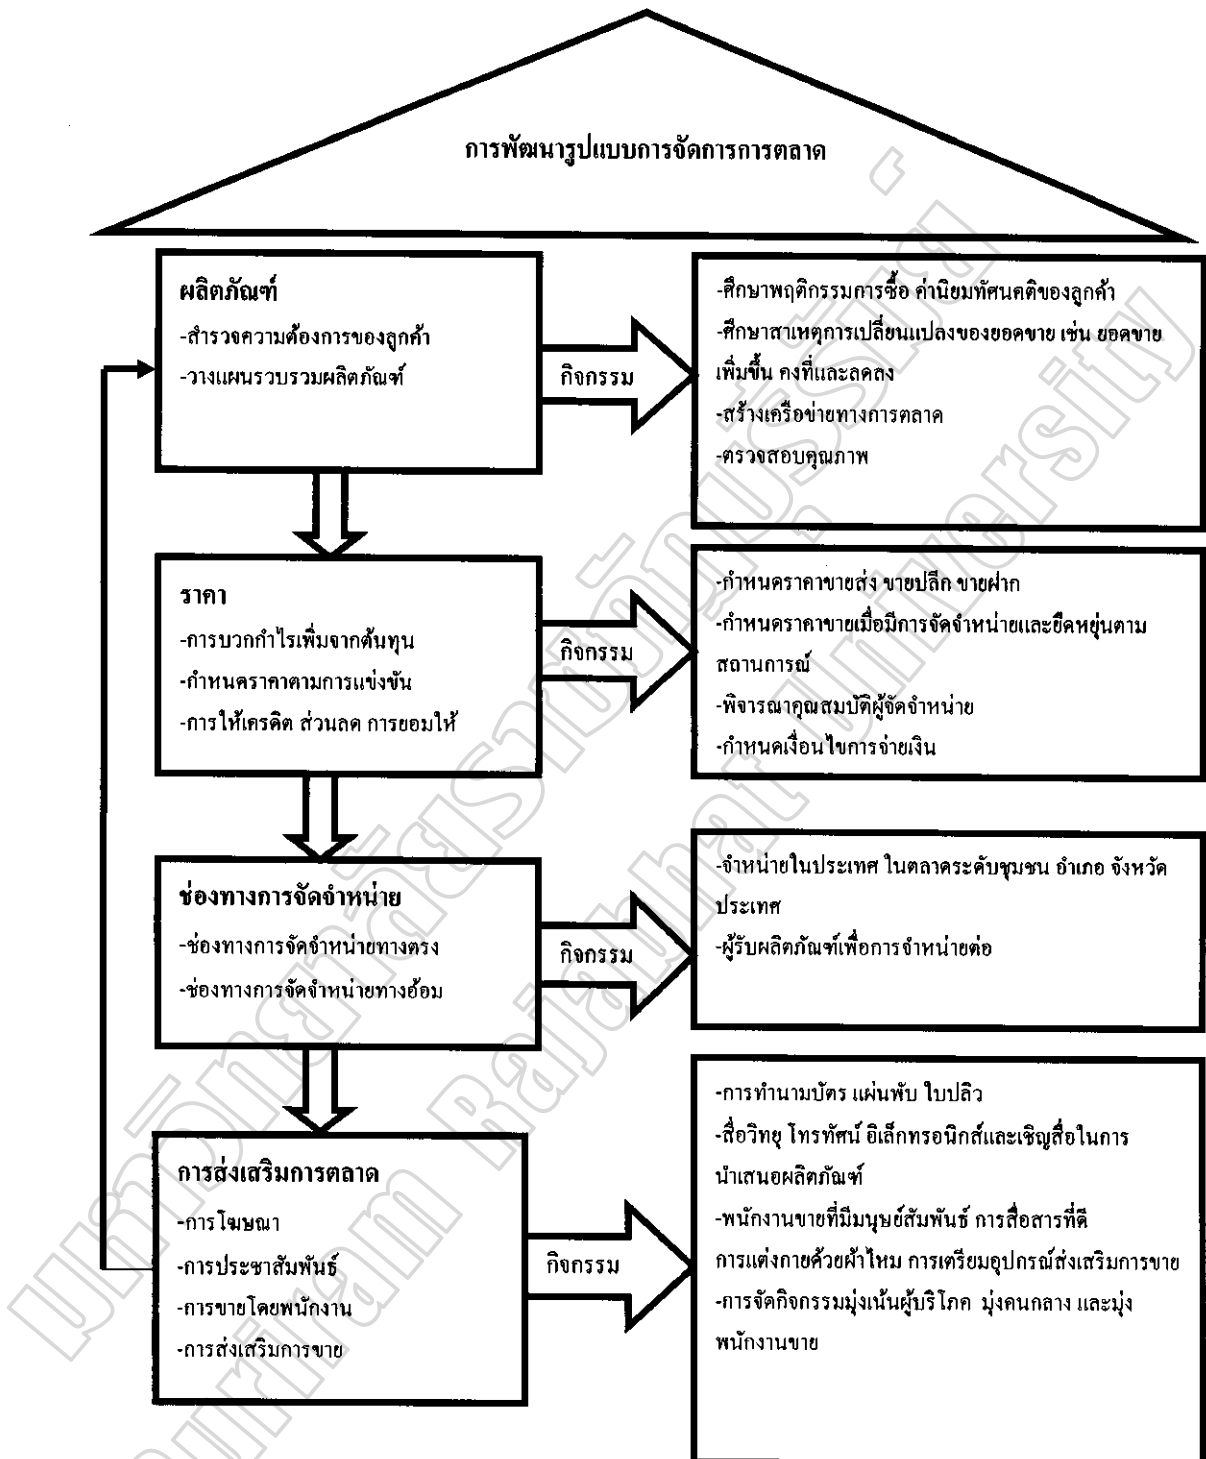 การพัฒนารูปแบบการจัดการการตลาด
ผลิตภัณฑ์
-สำรวจความต้องการของลูกค้า
-วางแผนรวบรวมผลิตภัณฑ์
กิจกรรม
-ศึกษาพฤติกรรมการซื้อ ค่านิยมทัศนคติของลูกค้า
-ศึกษาสาเหตุการเปลี่ยนแปลงของยอดขาย เช่น ยอดขาย
เพิ่มขึ้น คงที่และลดลง
-สร้างเครือข่ายทางการตลาด
-ตรวจสอบคุณภาพ
ราคา
-การบวกกำไรเพิ่มจากต้นทุน
-กำหนดราคาตามการแข่งขัน
-การให้เครดิต ส่วนลด การยอมให้
กิจกรรม
-กำหนดราคาขายส่ง ขายปลีก ขายฝาก
-กำหนดราคาขายเมื่อมีการจัดจำหน่ายและยืดหยุ่นตาม
สถานการณ์
-พิจารณาคุณสมบัติผู้จัดจำหน่าย
-กำหนดเงื่อนไขการจ่ายเงิน
ช่องทางการจัดจำหน่าย
-ช่องทางการจัดจำหน่ายทางตรง
-ช่องทางการจัดจำหน่ายทางอ้อม
กิจกรรม
-จำหน่ายในประเทศ ในตลาดระดับชุมชน อำเภอ จังหวัด
ประเทศ
-ผู้รับผลิตภัณฑ์เพื่อการจำหน่ายต่อ
การส่งเสริมการตลาด
-การโฆษณา
-การประชาสัมพันธ์
-การขายโดยพนักงาน
-การส่งเสริมการขาย
กิจกรรม
-การทำนามบัตร แผ่นพับ ใบปลิว
-สื่อวิทยุ โทรทัศน์ อิเล็กทรอนิกส์และเชิญสื่อในการ
นำเสนอผลิตภัณฑ์
-พนักงานขายที่มีมนุษย์สัมพันธ์ การสื่อสารที่ดี
การแต่งกายด้วยผ้าไหม การเตรียมอุปกรณ์ส่งเสริมการขาย
-การจัดกิจกรรมมุ่งเน้นผู้บริโภค มุ่งคนกลาง และมุ่ง
พนักงานขาย
มหาวิทยาลัยราชภัฏบุรีรัมย์
Buriram Rajabhat University